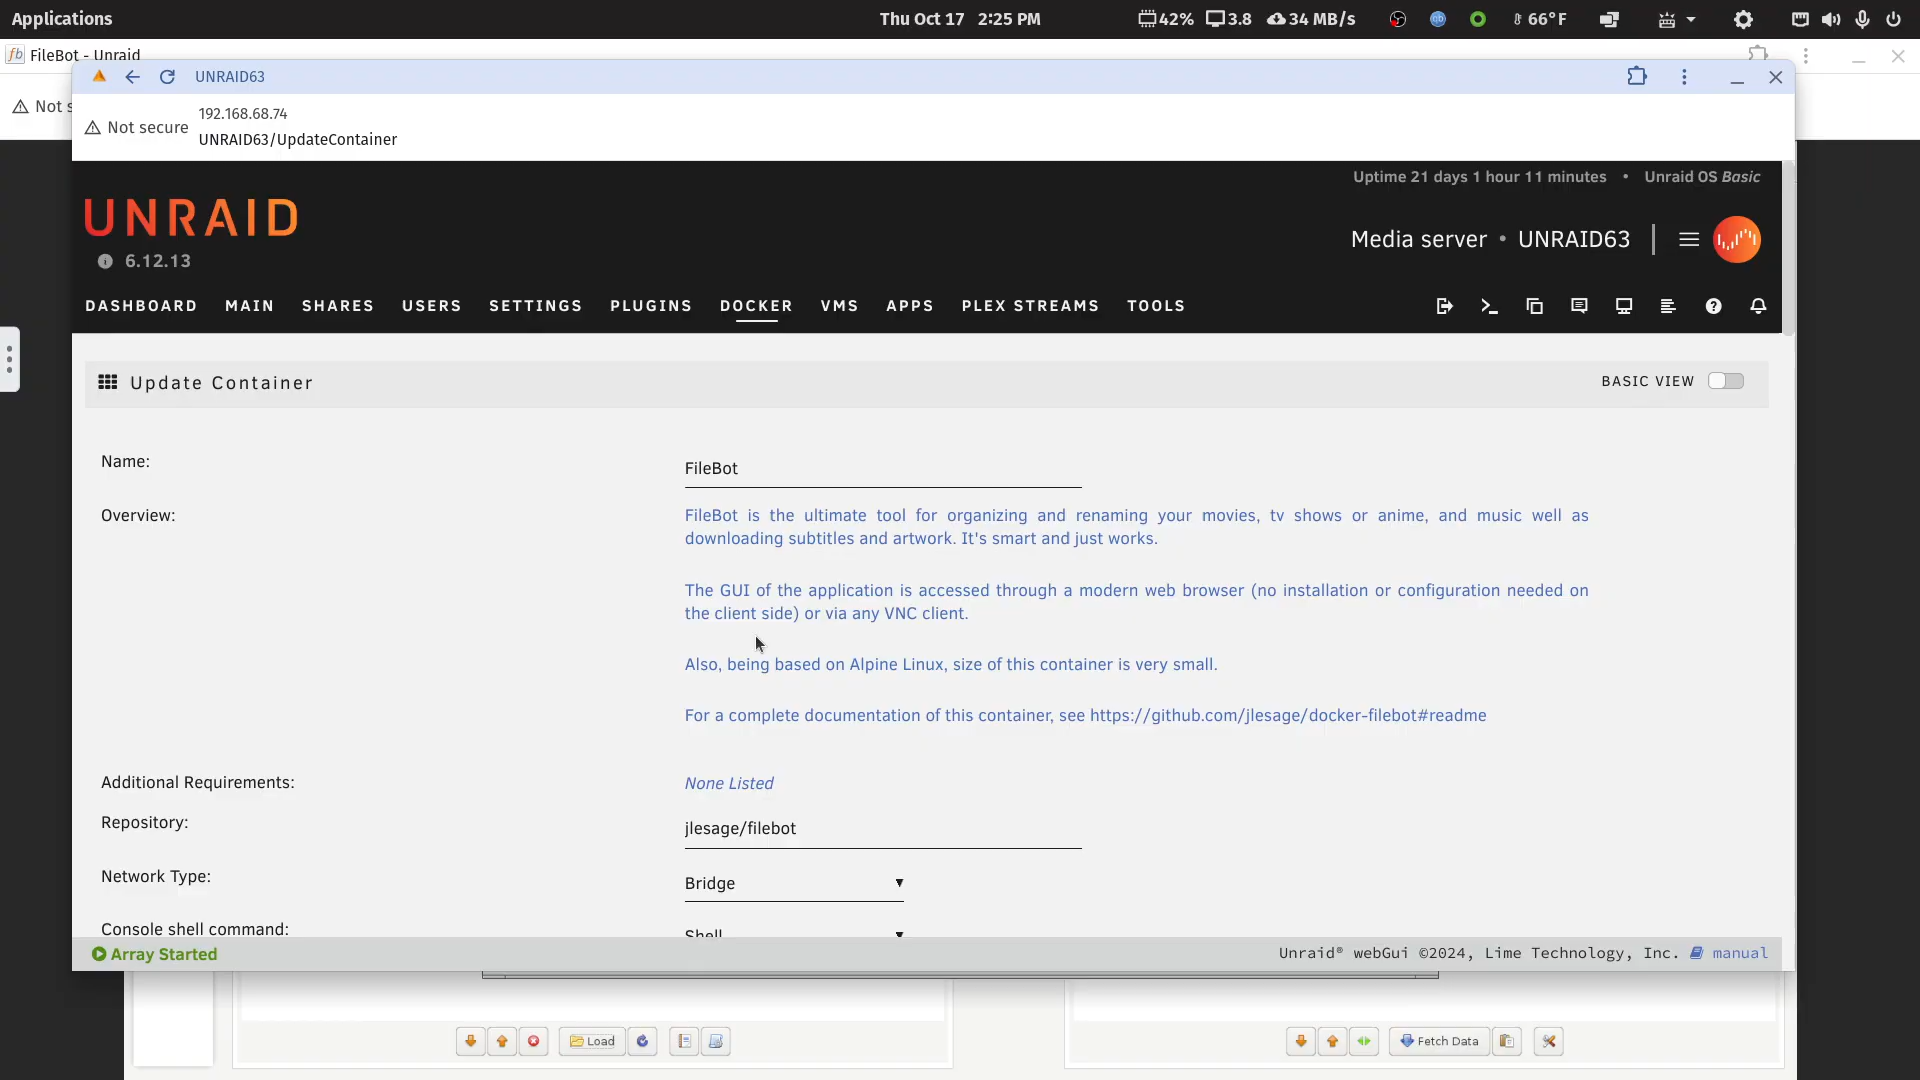 Applications
Thu Oct 17 2:25 PM
42% 3.8 34 MB/s
66°F
FileBot - Unraid
UNRAID63
Not s
Not secure
192.168.68.74
UNRAID63/UpdateContainer
Uptime 21 days 1 hour 11 minutes • Unraid OS Basic
UNRAID
6.12.13
Media server • UNRAID63
DASHBOARD MAIN SHARES USERS SETTINGS PLUGINS DOCKER VMS APPS PLEX STREAMS TOOLS
Update Container
BASIC VIEW
Name:
FileBot
Overview:
FileBot is the ultimate tool for organizing and renaming your movies, tv shows or anime, and music well as
downloading subtitles and artwork. It's smart and just works.
The GUI of the application is accessed through a modern web browser (no installation or configuration needed on
the client side) or via any VNC client.
Also, being based on Alpine Linux, size of this container is very small.
For a complete documentation of this container, see https://github.com/jlesage/docker-filebot#readme
Additional Requirements:
None Listed
Repository:
jlesage/filebot
Network Type:
Bridge
Console shell command:
Shell
Array Started
Unraid® webGui ©2024, Lime Technology, Inc. manual
Load
Fetch Data